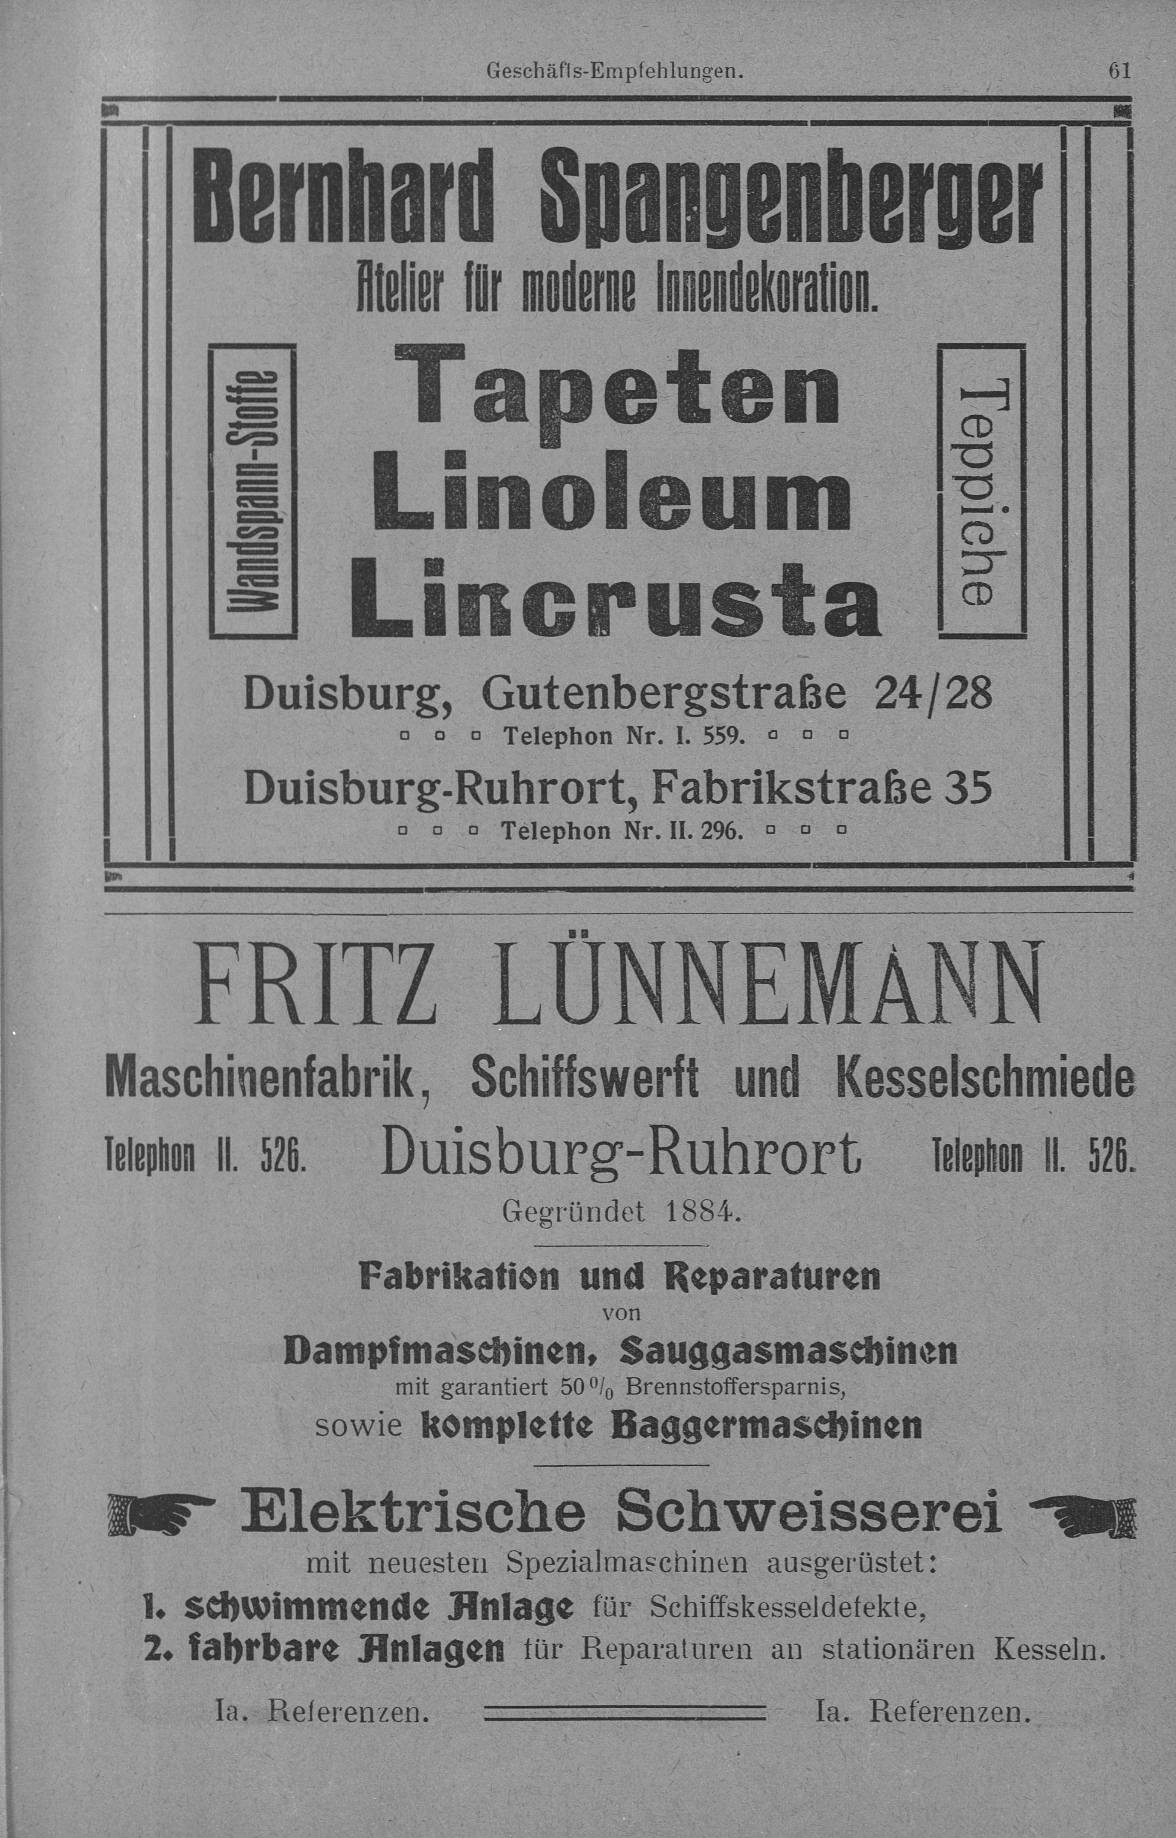 Geschäfts-Empfehlungen. 61
Bernhard Spangenberger
Atelier für moderne Innendekoration.
Wandspann-Stoffe
Tapeten
Linoleum
Lincrusta
Teppiche
Duisburg, Gutenbergstraße 24/28
Telephon Nr. I. 559.
Duisburg-Ruhrort, Fabrikstraße 35
Telephon Nr. II. 296.
FRITZ LÜNNEMANN
Maschinenfabrik, Schiffswerft und Kesselschmiede
Telephon II. 526. Duisburg-Ruhrort Telephon II. 526.
Gegründet 1884.
Fabrikation und Reparaturen
von
Dampfmaschinen, Sauggasmaschinen
mit garantiert 50% Brennstoffersparnis,
sowie komplette Baggermaschinen
Elektrische Schweisserei
mit neuesten Spezialmaschinen ausgerüstet:
1. schwimmende Anlage für Schiffskesseldefekte,
2. fahrbare Anlagen für Reparaturen an stationären Kesseln.
Ia. Referenzen. Ia. Referenzen.